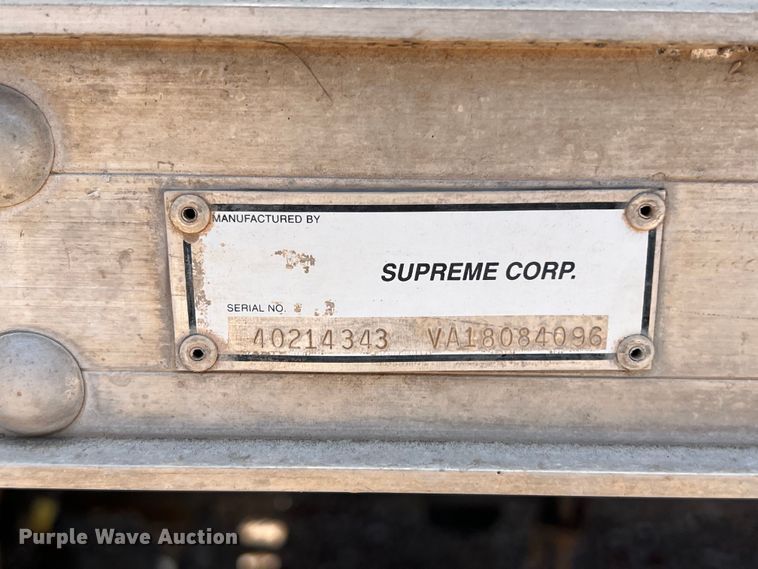 MANUFACTURED BY
SUPREME CORP.
SERIAL NO.
40214343 VA18084096
Purple Wave Auction